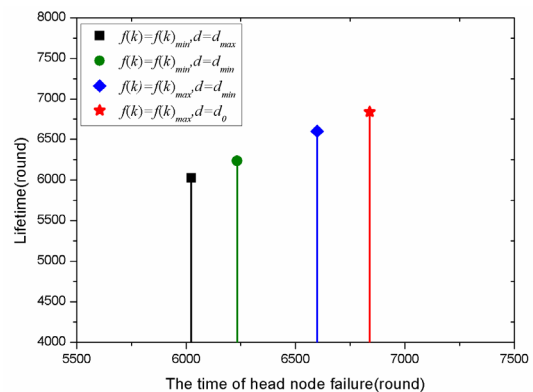 8000
7500
7000
6500
6000
5500
5000
4500
4000
Lifetime(round)
f(k)=f(k)min,d=dmax
f(k)=f(k)min,d=dmin
f(k)=f(k)max,d=dmin
f(k)=f(k)max,d=d0
5500 6000 6500 7000 7500
The time of head node failure(round)